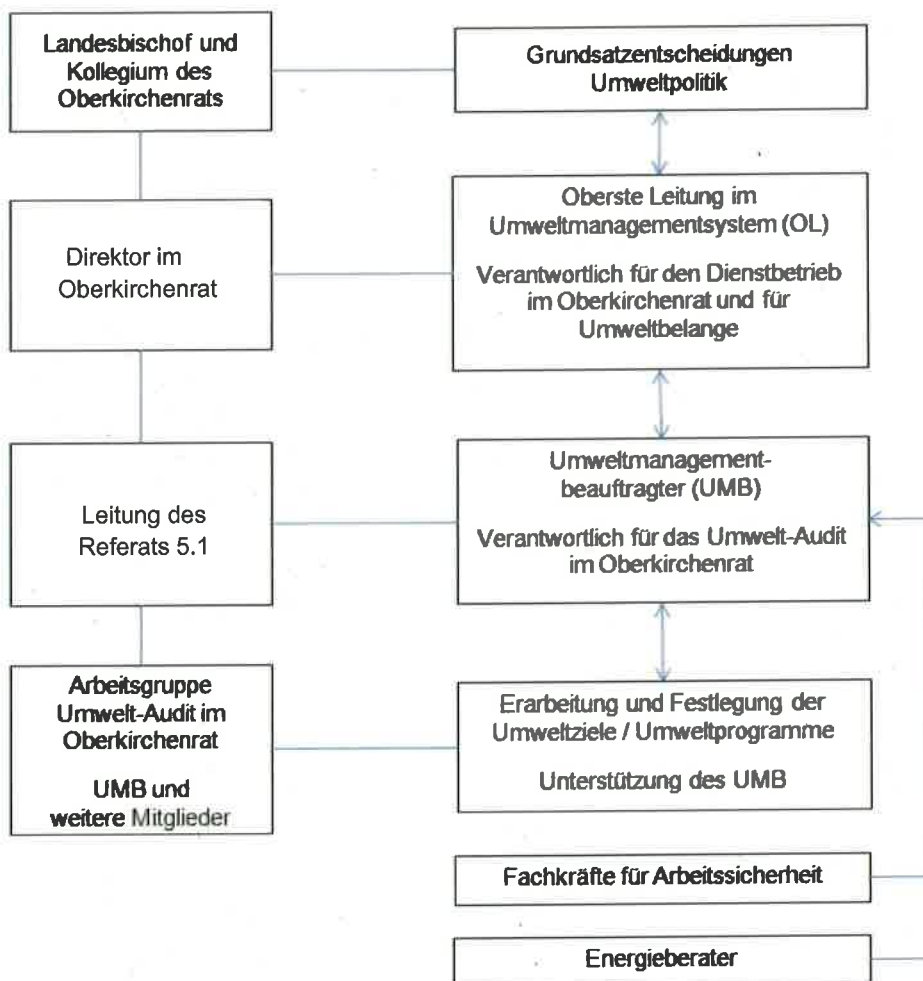 Landesbischof und
Kollegium des
Oberkirchenrats
Grundsatzentscheidungen
Umweltpolitik
Direktor im
Oberkirchenrat
Oberste Leitung im
Umweltmanagementsystem (OL)
Verantwortlich für den Dienstbetrieb
im Oberkirchenrat und für
Umweltbelange
Leitung des
Referats 5.1
Umweltmanagement-
beauftragter (UMB)
Verantwortlich für das Umwelt-Audit
im Oberkirchenrat
Arbeitsgruppe
Umwelt-Audit im
Oberkirchenrat
UMB und
weitere Mitglieder
Erarbeitung und Festlegung der
Umweltziele / Umweltprogramme
Unterstützung des UMB
Fachkräfte für Arbeitssicherheit
Energieberater